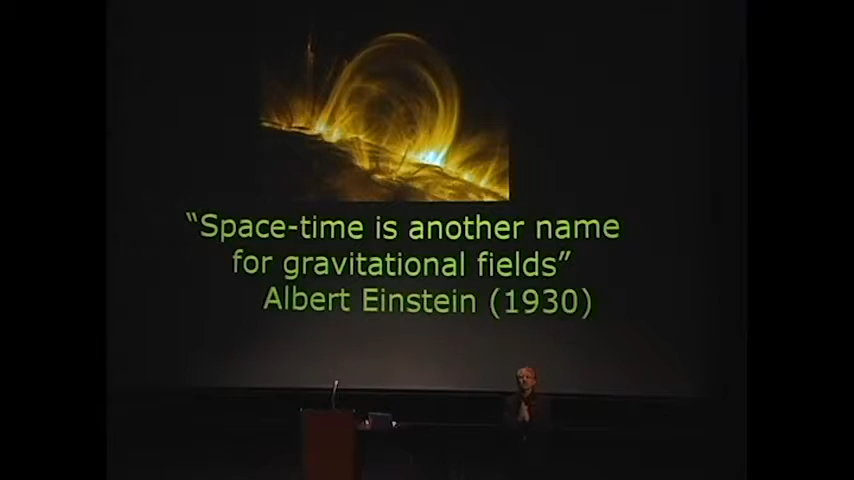 “Space-time is another name
for gravitational fields”
Albert Einstein (1930)